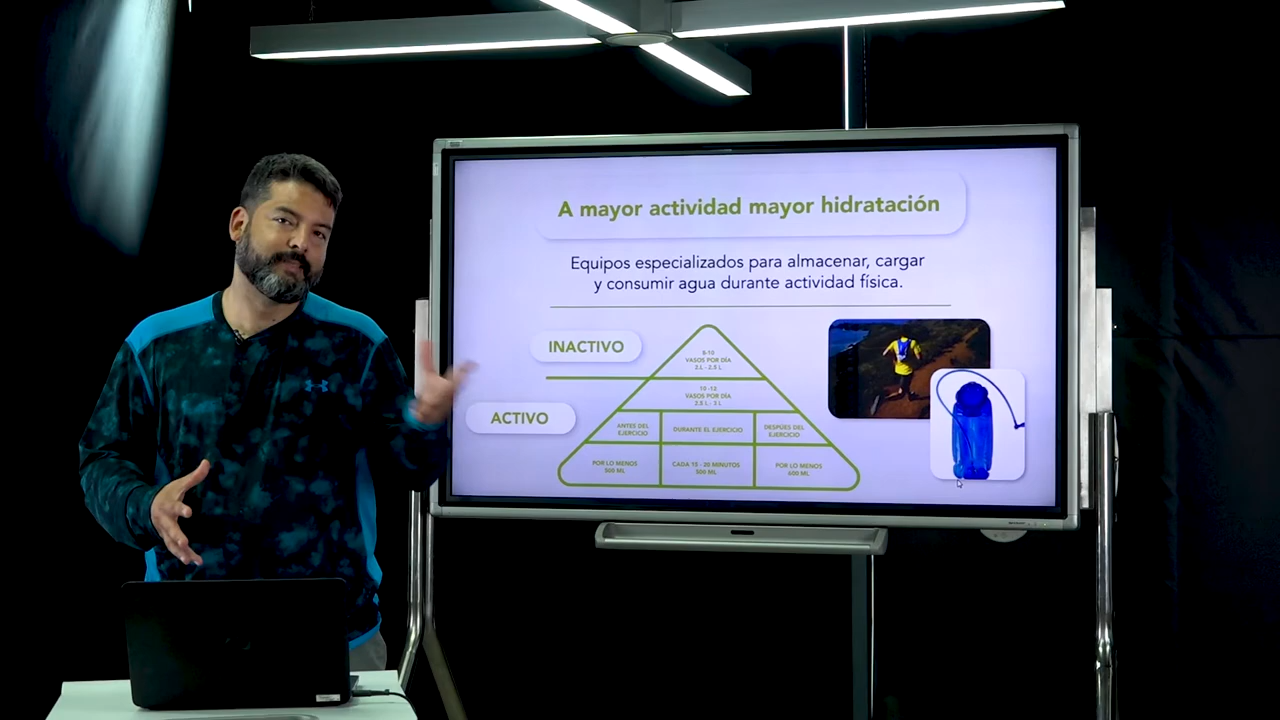 A mayor actividad mayor hidratación
Equipos especializados para almacenar, cargar
y consumir agua durante actividad física.
INACTIVO
8-10
VASOS POR DÍA
2 L - 2.5 L
10 -12
VASOS POR DÍA
2.5 L - 3 L
ACTIVO
ANTES DEL
EJERCICIO
DURANTE EL EJERCICIO
DESPUÉS DEL
EJERCICIO
POR LO MENOS
500 ML
CADA 15 - 20 MINUTOS
500 ML
POR LO MENOS
600 ML